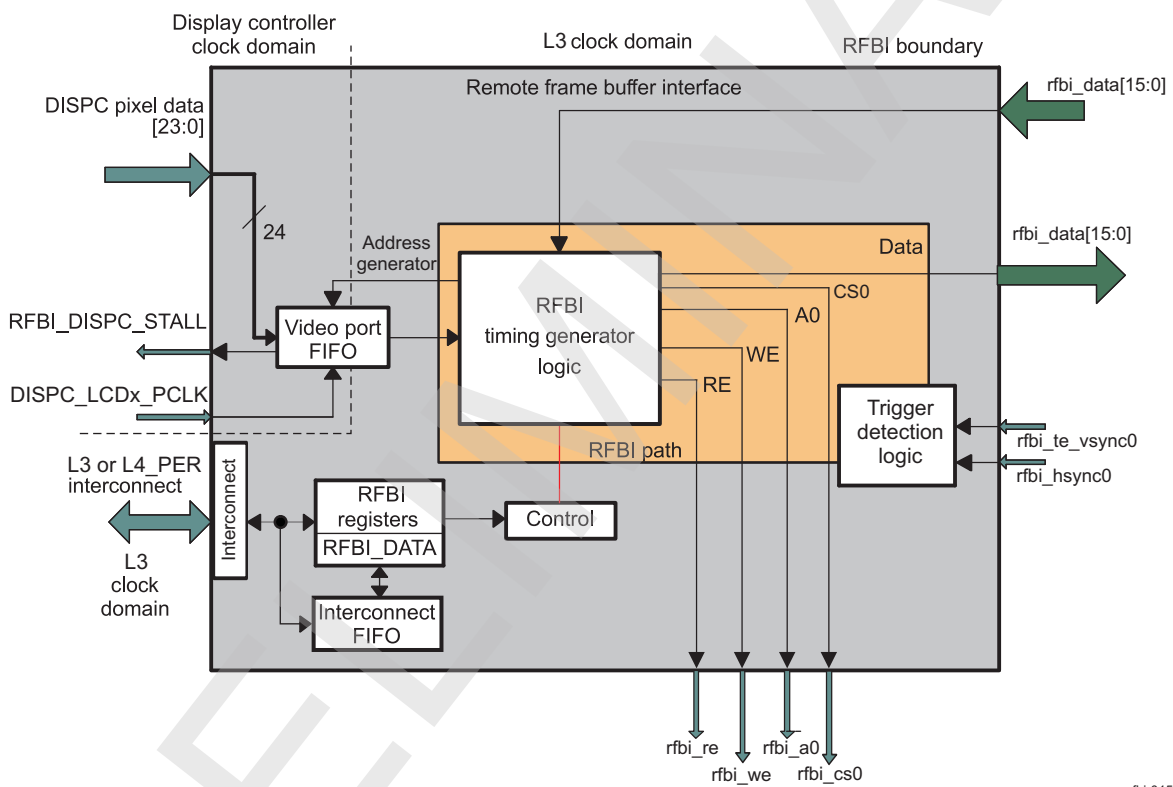 Display controller
clock domain
L3 clock domain
RFBI boundary
DISPC pixel data
[23:0]
Remote frame buffer interface
rfbi_data[15:0]
24
Address
generator
Data
rfbi_data[15:0]
RFBI_DISPC_STALL
Video port
FIFO
RFBI
timing generator
logic
CS0
A0
WE
RE
DISPC_LCDx_PCLK
Trigger
detection
logic
rfbi_te_vsync0
rfbi_hsync0
RFBI path
L3 or L4_PER
interconnect
Interconnect
RFBI
registers
RFBI_DATA
Control
L3
clock
domain
Interconnect
FIFO
rfbi_re
rfbi_we
rfbi_a0
rfbi_cs0